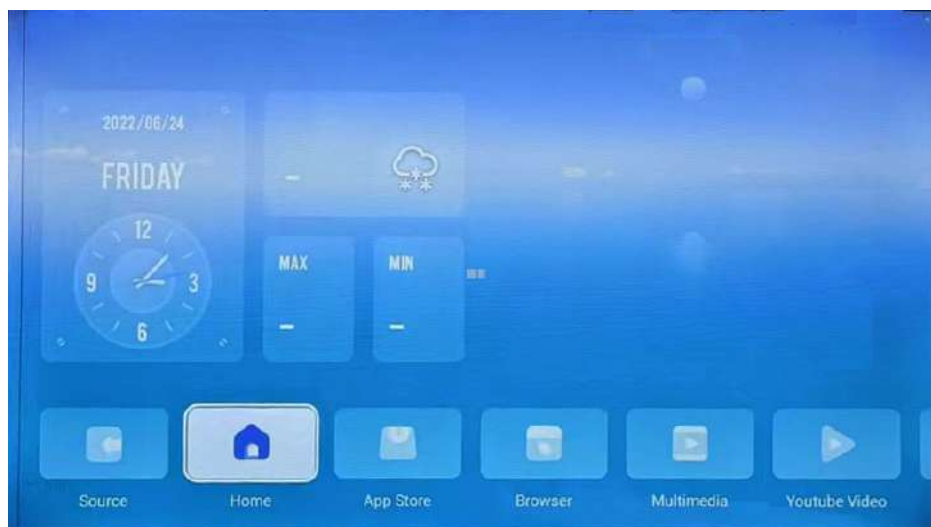 2022/06/24
FRIDAY
12
9
3
6
-
MAX
-
MIN
-
Source
Home
App Store
Browser
Multimedia
Youtube Video